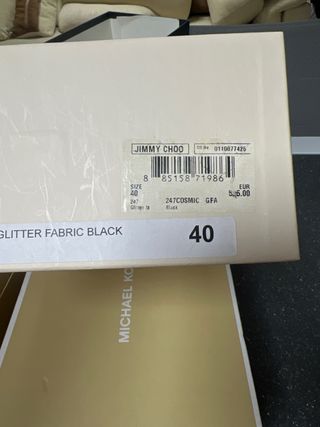 JIMMY CHOO
0110077425
8 85158 71986
SIZE EUR
40
247 247COSMIC GFA
Black
GLITTER FABRIC BLACK 40
MICHAEL KO